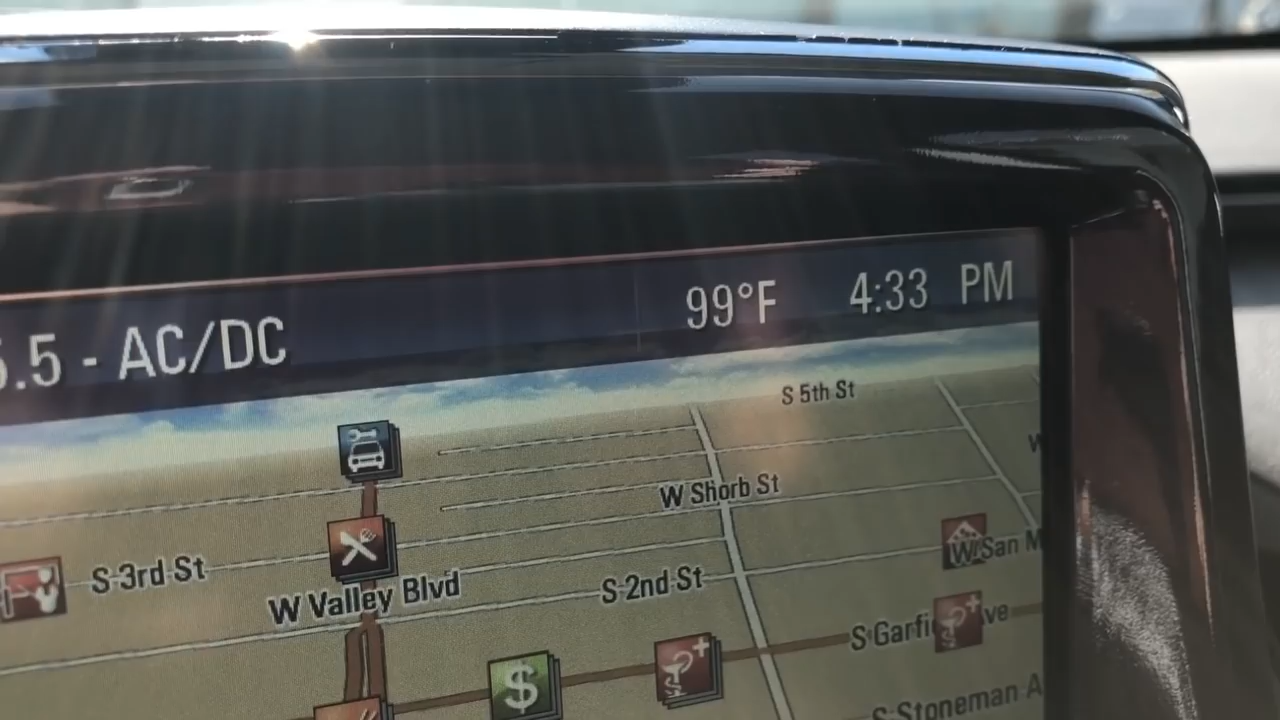 5.5 - AC/DC 99°F 4:33 PM
S 5th St
W Shorb St
W San
S 3rd St
S 2nd St
W Valley Blvd
S Garfi ve
$
S Stoneman A